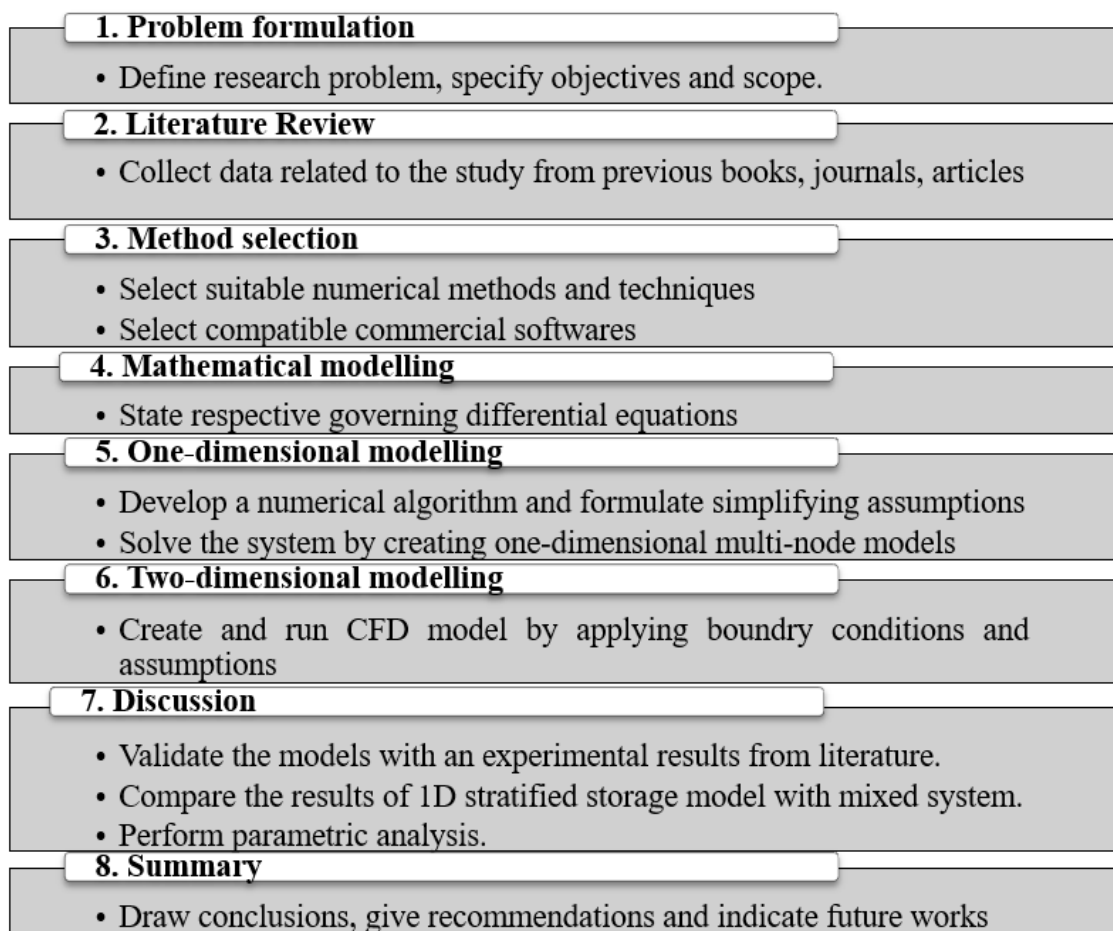 1. Problem formulation
• Define research problem, specify objectives and scope.
2. Literature Review
• Collect data related to the study from previous books, journals, articles
3. Method selection
• Select suitable numerical methods and techniques
• Select compatible commercial softwares
4. Mathematical modelling
• State respective governing differential equations
5. One-dimensional modelling
• Develop a numerical algorithm and formulate simplifying assumptions
• Solve the system by creating one-dimensional multi-node models
6. Two-dimensional modelling
• Create and run CFD model by applying boundry conditions and
assumptions
7. Discussion
• Validate the models with an experimental results from literature.
• Compare the results of 1D stratified storage model with mixed system.
• Perform parametric analysis.
8. Summary
• Draw conclusions, give recommendations and indicate future works